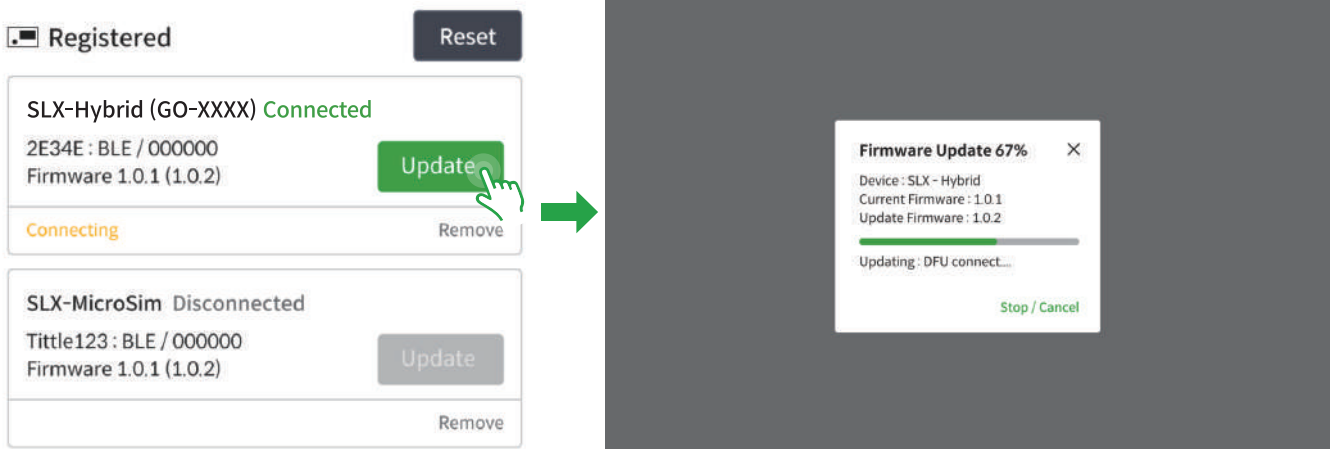 Registered
Reset
SLX-Hybrid (GO-XXXX) Connected
2E34E : BLE / 000000
Firmware 1.0.1 (1.0.2)
Update
Connecting
Remove
SLX-MicroSim Disconnected
Tittle123 : BLE / 000000
Firmware 1.0.1 (1.0.2)
Update
Remove
Firmware Update 67%
Device : SLX - Hybrid
Current Firmware : 1.0.1
Update Firmware : 1.0.2
Updating : DFU connect....
Stop / Cancel